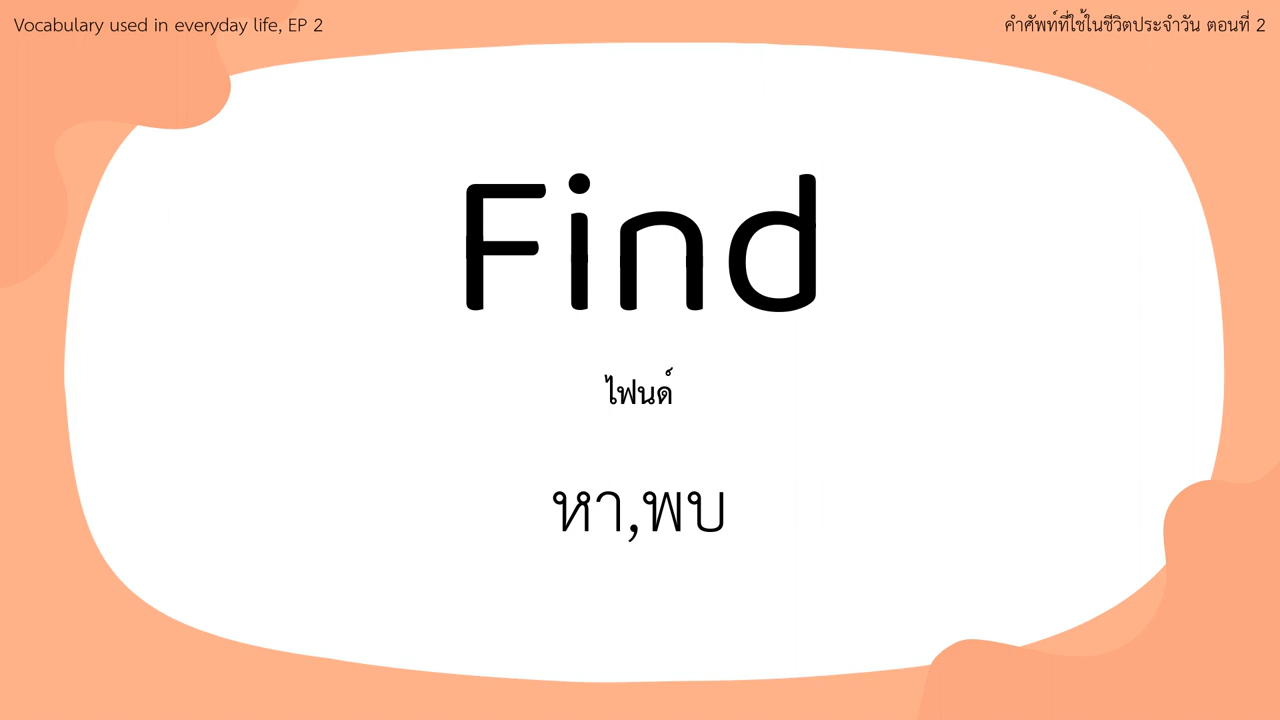 Vocabulary used in everyday life, EP 2
คำศัพท์ที่ใช้ในชีวิตประจำวัน ตอนที่ 2
Find
ไฟนด์
หา,พบ